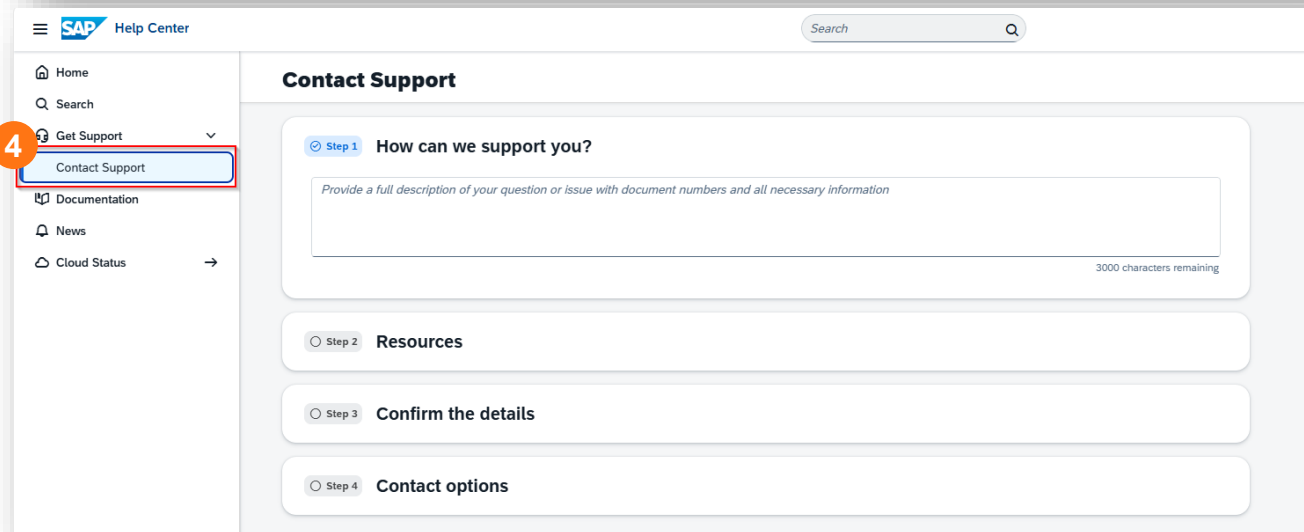 SAP Help Center
Search
Home
Search
Get Support
4
Contact Support
Documentation
News
Cloud Status
Contact Support
Step 1 How can we support you?
Provide a full description of your question or issue with document numbers and all necessary information
3000 characters remaining
Step 2 Resources
Step 3 Confirm the details
Step 4 Contact options